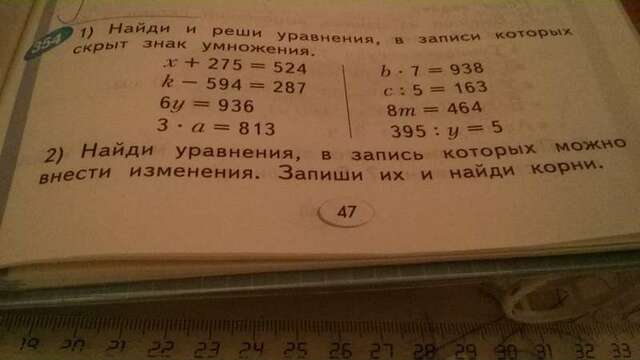 354 1) Найди и реши уравнения, в записи которых
скрыт знак умножения.
x + 275 = 524
k − 594 = 287
6y = 936
3 · a = 813
b · 7 = 938
c : 5 = 163
8m = 464
395 : y = 5
2) Найди уравнения, в запись которых можно
внести изменения. Запиши их и найди корни.
47
19 20 21 22 23 24 25 26 27 28 29 30 31 32 33